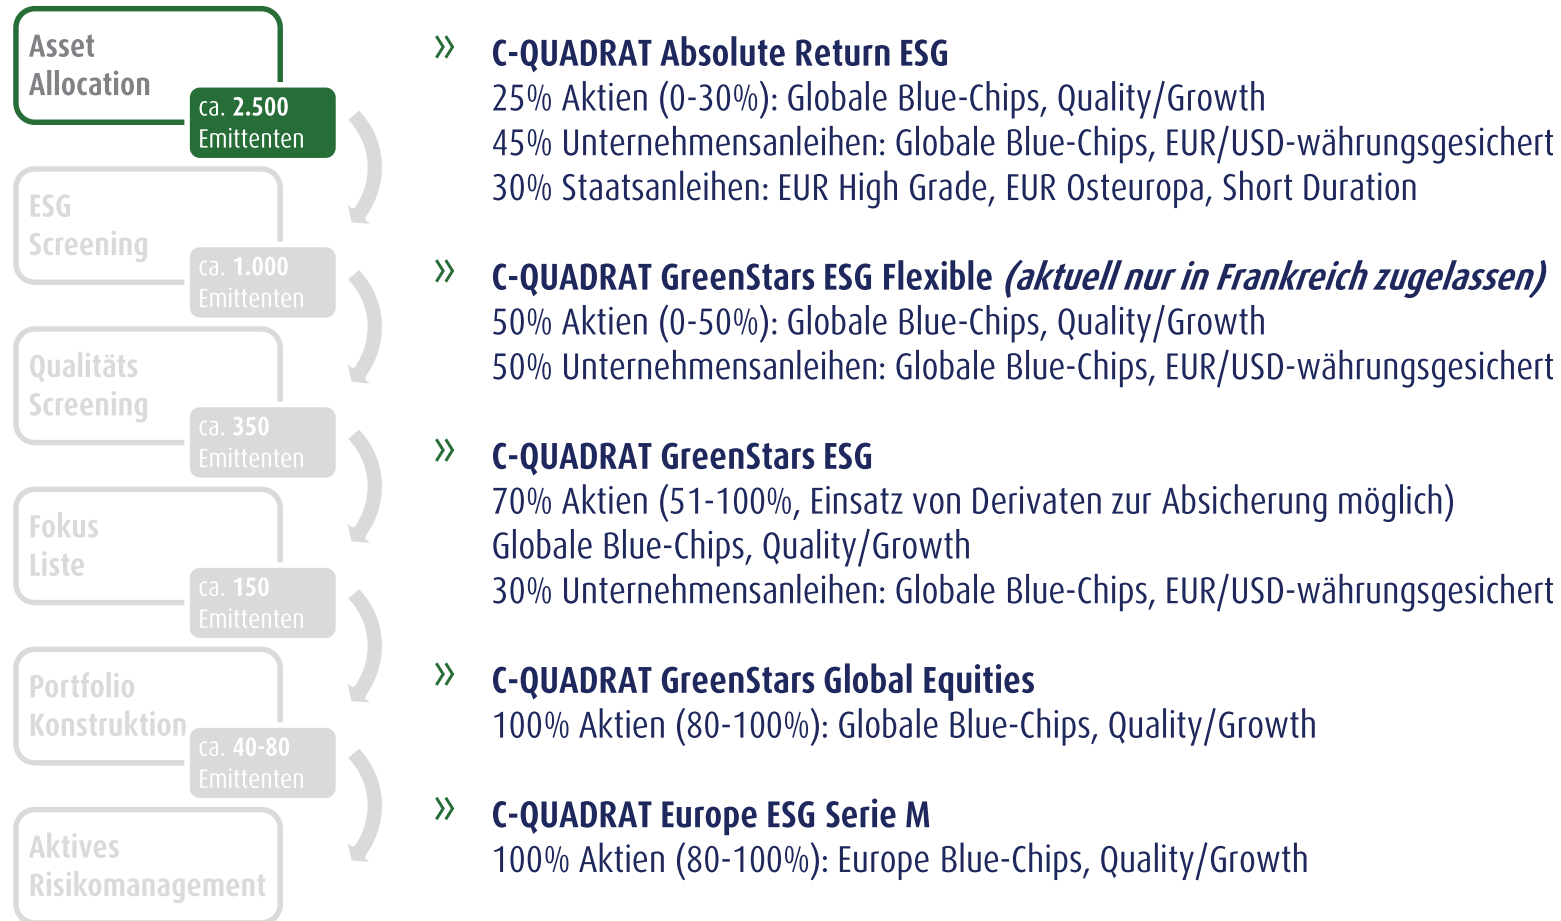 Asset
Allocation
ca. 2.500
Emittenten
ESG
Screening
ca. 1.000
Emittenten
Qualitäts
Screening
ca. 350
Emittenten
Fokus
Liste
ca. 150
Emittenten
Portfolio
Konstruktion
ca. 40-80
Emittenten
Aktives
Risikomanagement
» C-QUADRAT Absolute Return ESG
25% Aktien (0-30%): Globale Blue-Chips, Quality/Growth
45% Unternehmensanleihen: Globale Blue-Chips, EUR/USD-währungsgesichert
30% Staatsanleihen: EUR High Grade, EUR Osteuropa, Short Duration
» C-QUADRAT GreenStars ESG Flexible (aktuell nur in Frankreich zugelassen)
50% Aktien (0-50%): Globale Blue-Chips, Quality/Growth
50% Unternehmensanleihen: Globale Blue-Chips, EUR/USD-währungsgesichert
» C-QUADRAT GreenStars ESG
70% Aktien (51-100%, Einsatz von Derivaten zur Absicherung möglich)
Globale Blue-Chips, Quality/Growth
30% Unternehmensanleihen: Globale Blue-Chips, EUR/USD-währungsgesichert
» C-QUADRAT GreenStars Global Equities
100% Aktien (80-100%): Globale Blue-Chips, Quality/Growth
» C-QUADRAT Europe ESG Serie M
100% Aktien (80-100%): Europe Blue-Chips, Quality/Growth